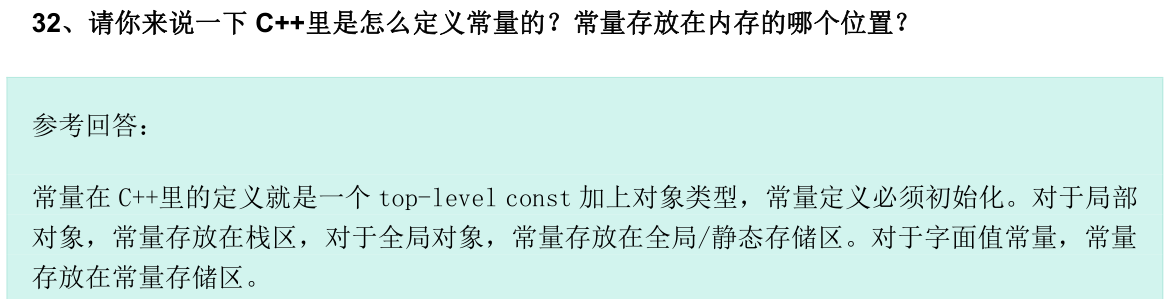 32、请你来说一下 C++里是怎么定义常量的？常量存放在内存的哪个位置？
参考回答：
常量在 C++里的定义就是一个 top-level const 加上对象类型，常量定义必须初始化。对于局部
对象，常量存放在栈区，对于全局对象，常量存放在全局/静态存储区。对于字面值常量，常量
存放在常量存储区。